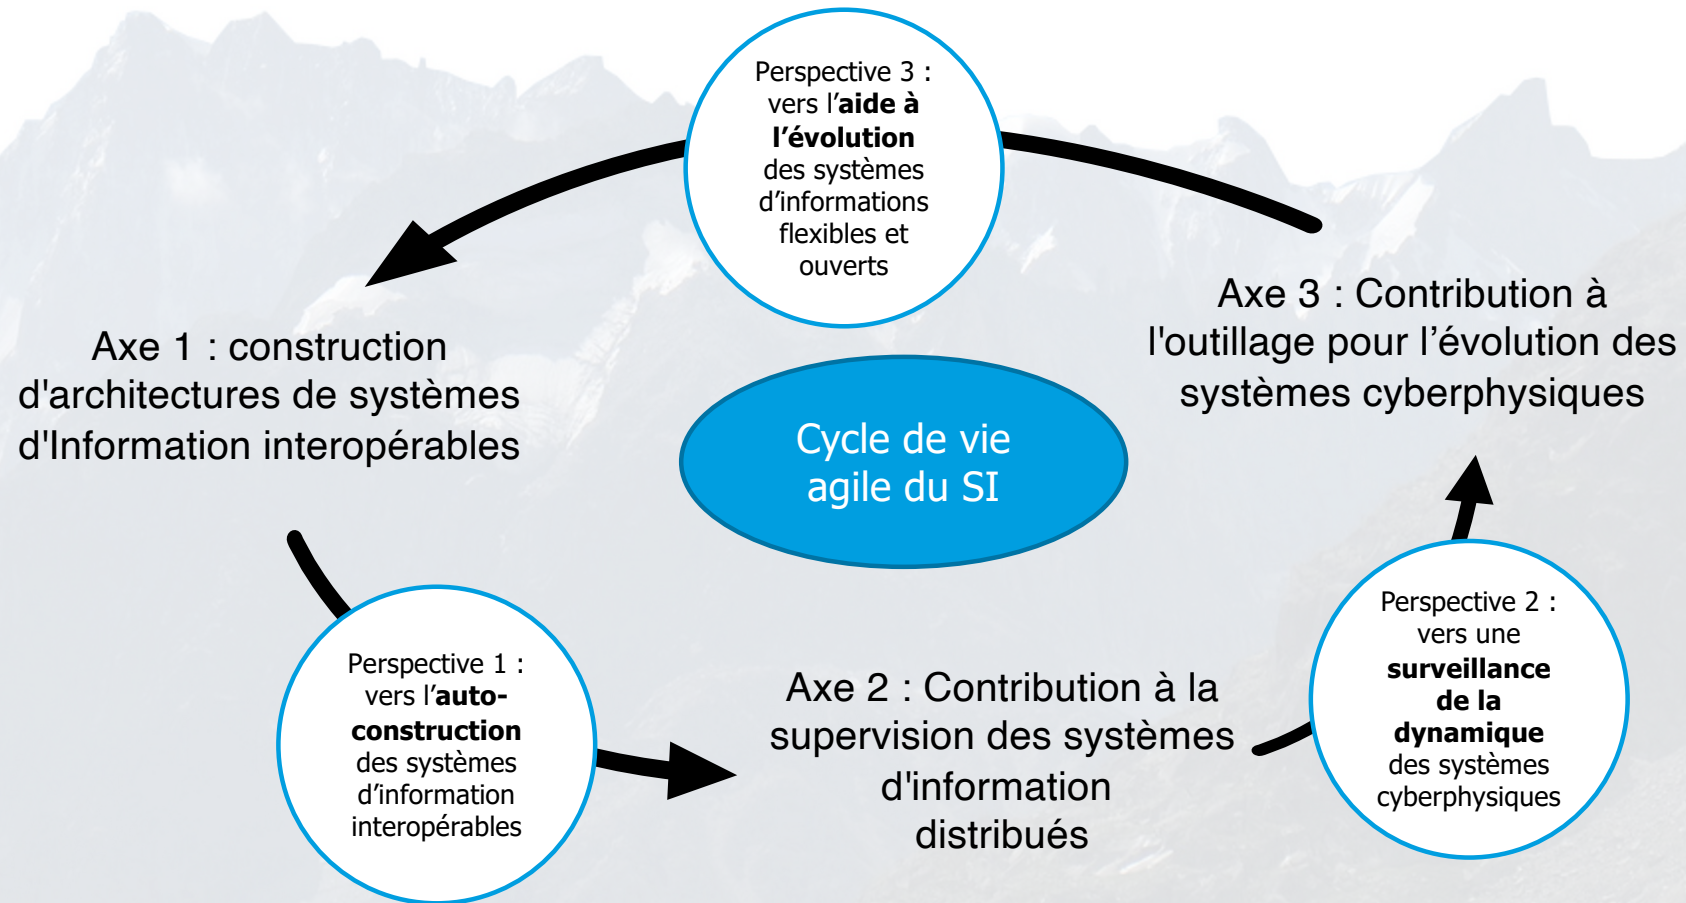 Perspective 3 :
vers l’aide à
l’évolution
des systèmes
d’informations
flexibles et
ouverts
Axe 1 : construction
d'architectures de systèmes
d'Information interopérables
Cycle de vie
agile du SI
Axe 3 : Contribution à
l'outillage pour l’évolution des
systèmes cyberphysiques
Perspective 1 :
vers l’auto-
construction
des systèmes
d’information
interopérables
Axe 2 : Contribution à la
supervision des systèmes
d'information
distribués
Perspective 2 :
vers une
surveillance
de la
dynamique
des systèmes
cyberphysiques